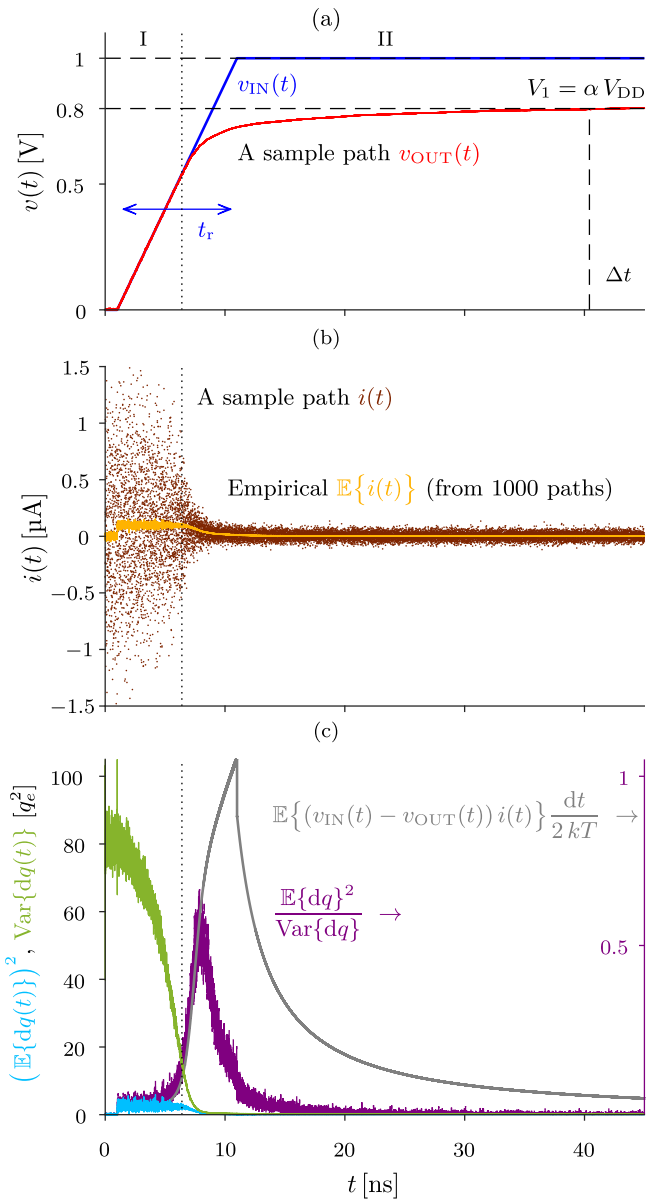 (a)
I
II
1
v_IN(t)
V_1 = α V_DD
0.8
A sample path v_OUT(t)
v(t) [V]
0.5
t_r
Δt
0
(b)
1.5
A sample path i(t)
1
0.5
Empirical 𝔼{i(t)} (from 1000 paths)
i(t) [µA]
0
−0.5
−1
−1.5
(c)
100
1
𝔼{(v_IN(t) − v_OUT(t)) i(t)} dt/(2 kT) →
80
𝔼{dq}²/Var{dq} →
60
0.5
(𝔼{dq(t)})², Var{dq(t)} [q_e²]
40
20
0
0 10 20 30 40
t [ns]